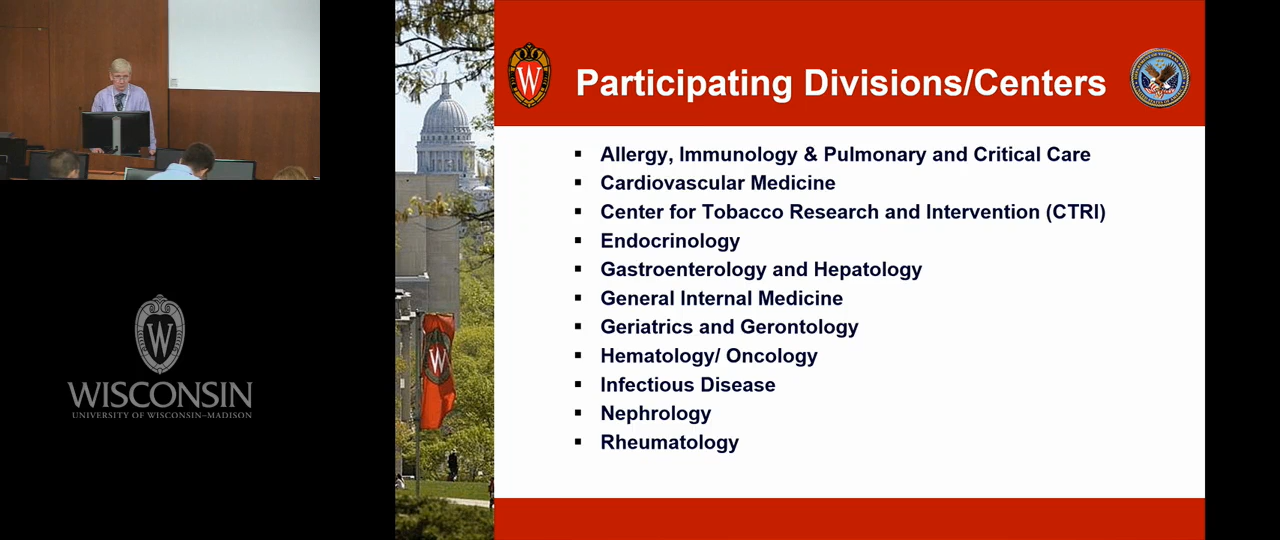 Participating Divisions/Centers
▪ Allergy, Immunology & Pulmonary and Critical Care
▪ Cardiovascular Medicine
▪ Center for Tobacco Research and Intervention (CTRI)
▪ Endocrinology
▪ Gastroenterology and Hepatology
▪ General Internal Medicine
▪ Geriatrics and Gerontology
▪ Hematology/ Oncology
▪ Infectious Disease
▪ Nephrology
▪ Rheumatology
W
W
W
WISCONSIN
UNIVERSITY OF WISCONSIN–MADISON